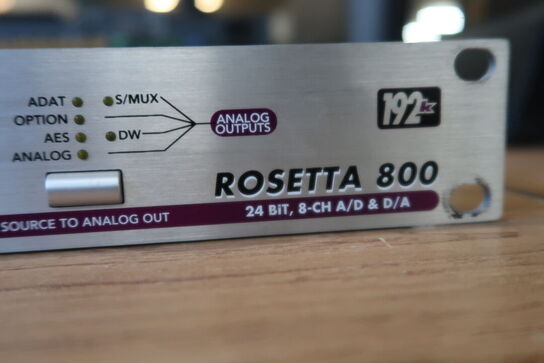 ADAT
S/MUX
OPTION
AES
DW
ANALOG
ANALOG
OUTPUTS
192k
ROSETTA 800
SOURCE TO ANALOG OUT
24 BiT, 8-CH A/D & D/A